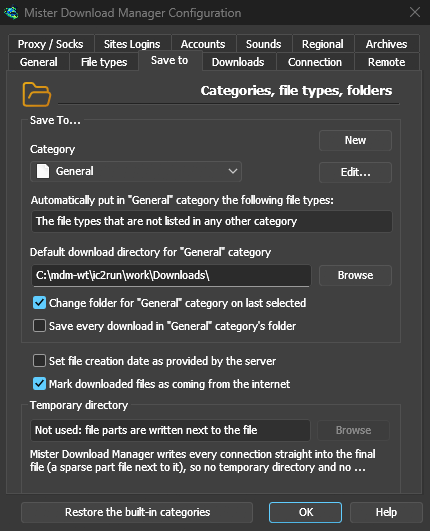 Mister Download Manager Configuration
Proxy / Socks Sites Logins Accounts Sounds Regional Archives
General File types Save to Downloads Connection Remote
Categories, file types, folders
Save To...
New
Category
General
Edit...
Automatically put in "General" category the following file types:
The file types that are not listed in any other category
Default download directory for "General" category
C:\mdm-wt\ic2run\work\Downloads\
Browse
Change folder for "General" category on last selected
Save every download in "General" category's folder
Set file creation date as provided by the server
Mark downloaded files as coming from the internet
Temporary directory
Not used: file parts are written next to the file
Browse
Mister Download Manager writes every connection straight into the final
file (a sparse part file next to it), so no temporary directory and no ...
Restore the built-in categories OK Help